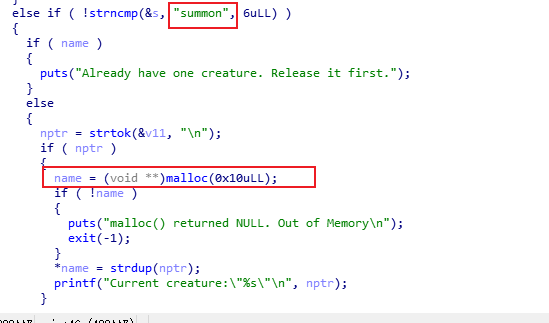 else if ( !strncmp(&s, "summon", 6uLL) )
{
if ( name )
{
puts("Already have one creature. Release it first.");
}
else
{
nptr = strtok(&v11, "\n");
if ( nptr )
{
name = (void **)malloc(0x10uLL);
if ( !name )
{
puts("malloc() returned NULL. Out of Memory\n");
exit(-1);
}
*name = strdup(nptr);
printf("Current creature:\"%s\"\n", nptr);
}